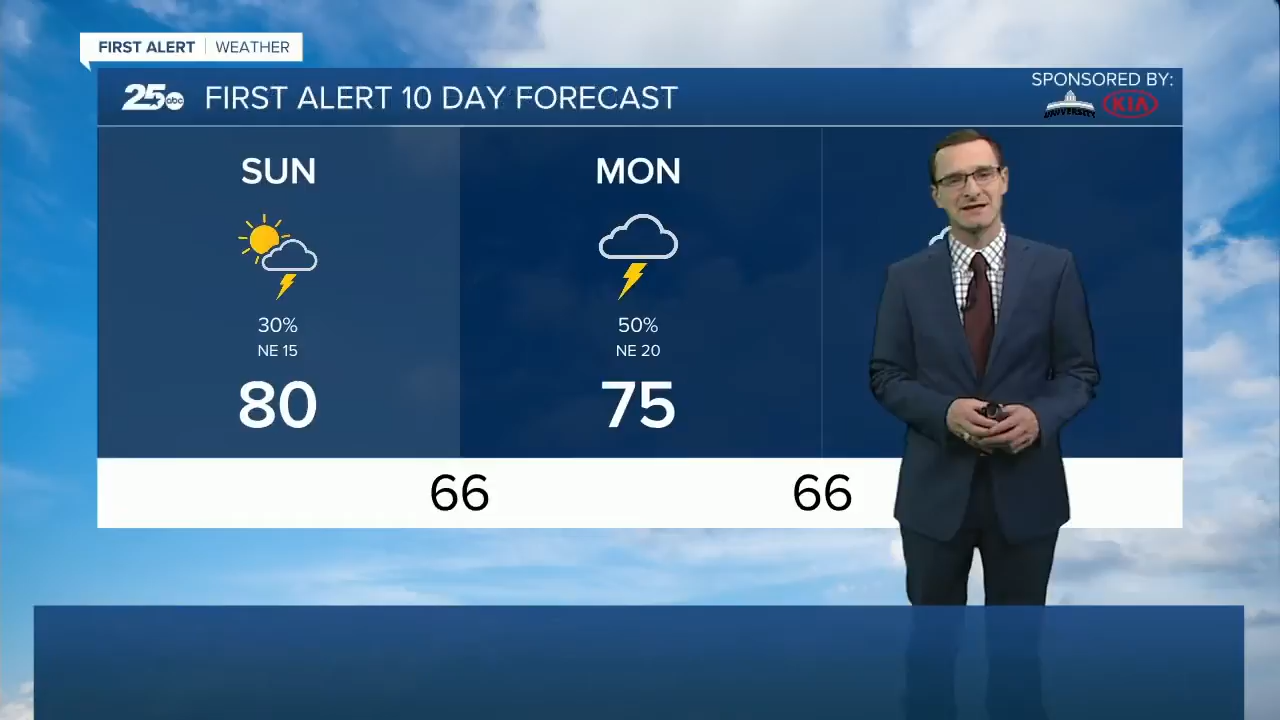 FIRST ALERT | WEATHER
25 abc
FIRST ALERT 10 DAY FORECAST
SPONSORED BY:
UNIVERSITY KIA
SUN
MON
30%
50%
NE 15
NE 20
80
75
66
66